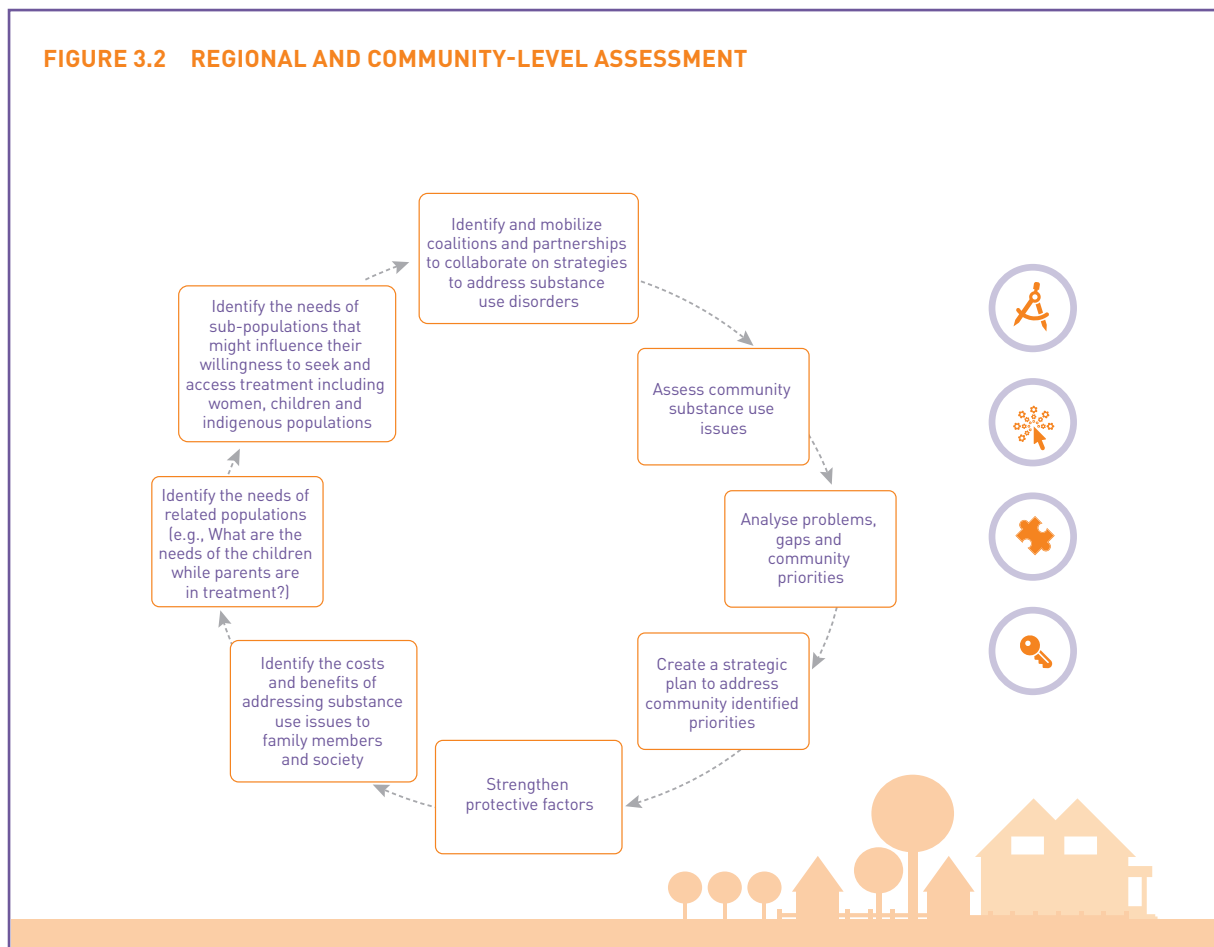 FIGURE 3.2 REGIONAL AND COMMUNITY-LEVEL ASSESSMENT
Identify and mobilize
coalitions and partnerships
to collaborate on strategies
to address substance
use disorders
Assess community
substance use
issues
Analyse problems,
gaps and
community
priorities
Create a strategic
plan to address
community identified
priorities
Strengthen
protective factors
Identify the costs
and benefits of
addressing substance
use issues to
family members
and society
Identify the needs of
related populations
(e.g., What are the
needs of the children
while parents are
in treatment?)
Identify the needs of
sub-populations that
might influence their
willingness to seek and
access treatment including
women, children and
indigenous populations